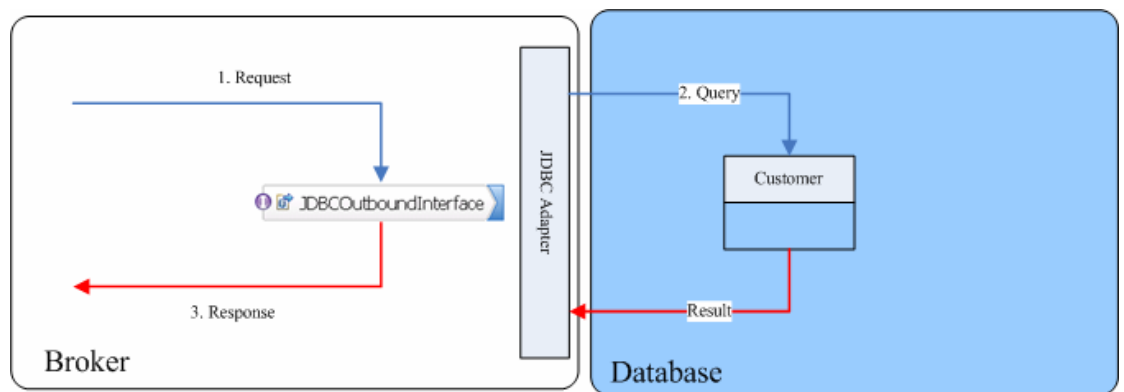 1. Request
2. Query
JDBC Adapter
Customer
JDBCOutboundInterface
3. Response
Result
Broker
Database